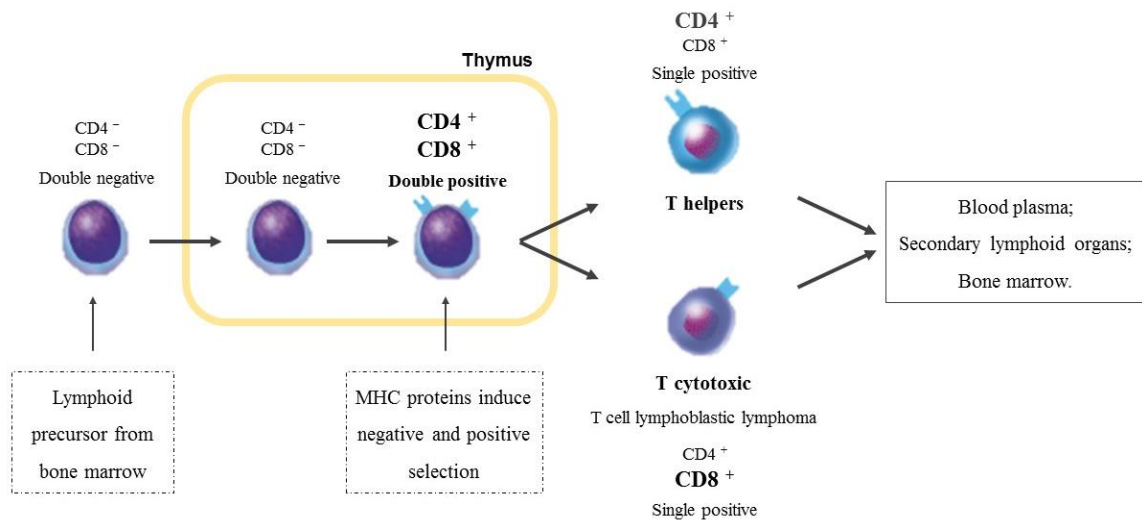 Thymus
CD4 –
CD8 –
Double negative
Lymphoid
precursor from
bone marrow
CD4 –
CD8 –
Double negative
CD4 +
CD8 +
Double positive
MHC proteins induce
negative and positive
selection
CD4 +
CD8 +
Single positive
T helpers
T cytotoxic
T cell lymphoblastic lymphoma
CD4 +
CD8 +
Single positive
Blood plasma;
Secondary lymphoid organs;
Bone marrow.